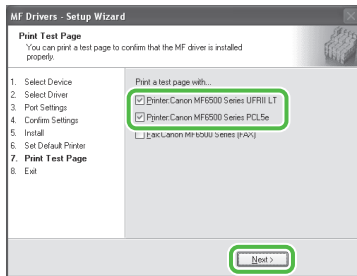 MF Drivers - Setup Wizard
Print Test Page
You can print a test page to confirm that the MF driver is installed
properly.
1. Select Device
2. Select Driver
3. Port Settings
4. Confirm Settings
5. Install
6. Set Default Printer
7. Print Test Page
8. Exit
Print a test page with...
Printer:Canon MF6500 Series UFRII LT
Printer:Canon MF6500 Series PCL5e
Fax:Canon MF6500 Series (FAX)
Next >